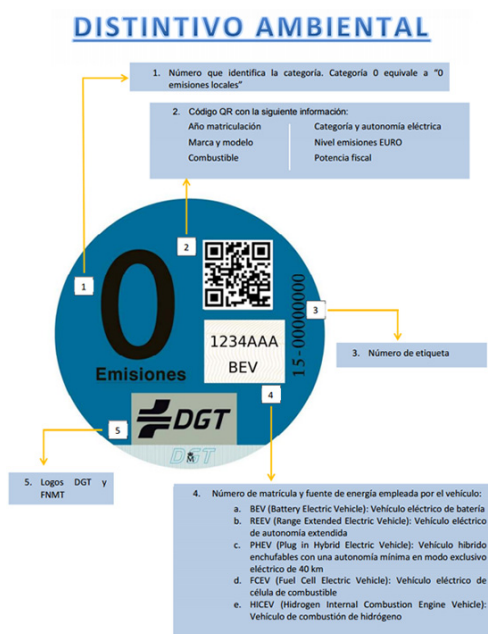 DISTINTIVO AMBIENTAL
1. Número que identifica la categoría. Categoría 0 equivale a "0
emisiones locales"
2. Código QR con la siguiente información:
Año matriculación Categoría y autonomía eléctrica
Marca y modelo Nivel emisiones EURO
Combustible Potencia fiscal
2
1
0
Emisiones
1234AAA
BEV
15-00000000
3
3. Número de etiqueta
4
5
DGT
DGT
5. Logos DGT y
FNMT
4. Número de matrícula y fuente de energía empleada por el vehículo:
a. BEV (Battery Electric Vehicle): Vehículo eléctrico de batería
b. REEV (Range Extended Electric Vehicle): Vehículo eléctrico
de autonomía extendida
c. PHEV (Plug in Hybrid Electric Vehicle): Vehículo híbrido
enchufables con una autonomía mínima en modo exclusivo
eléctrico de 40 km
d. FCEV (Fuel Cell Electric Vehicle): Vehículo eléctrico de
célula de combustible
e. HICEV (Hidrogen Internal Combustion Engine Vehicle):
Vehículo de combustión de hidrógeno